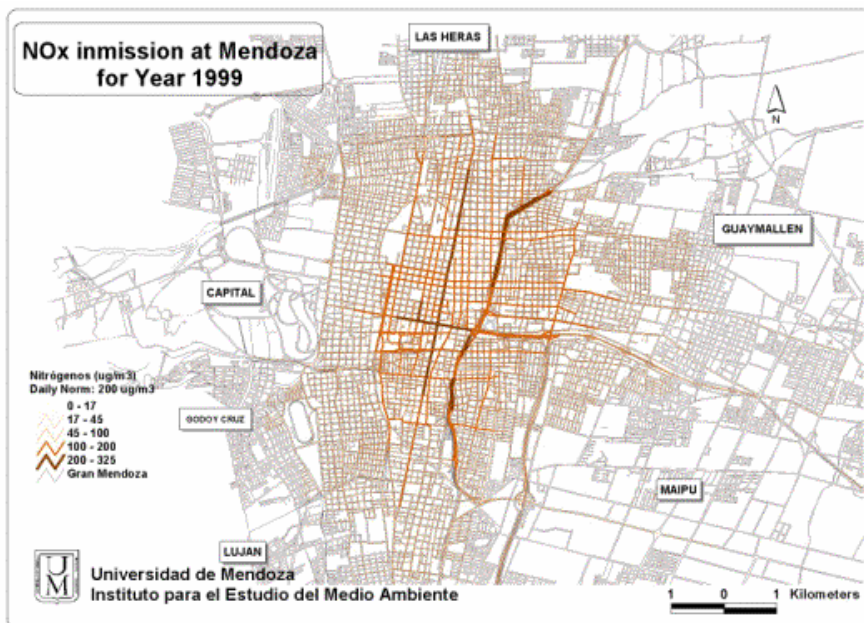 NOx inmission at Mendoza
for Year 1999
LAS HERAS
N
GUAYMALLEN
CAPITAL
Nitrógenos (ug/m3)
Daily Norm: 200 ug/m3
0 - 17
17 - 45
45 - 100
100 - 200
200 - 325
Gran Mendoza
GODOY CRUZ
MAIPU
LUJAN
UM
Universidad de Mendoza
Instituto para el Estudio del Medio Ambiente
1 0 1 Kilometers